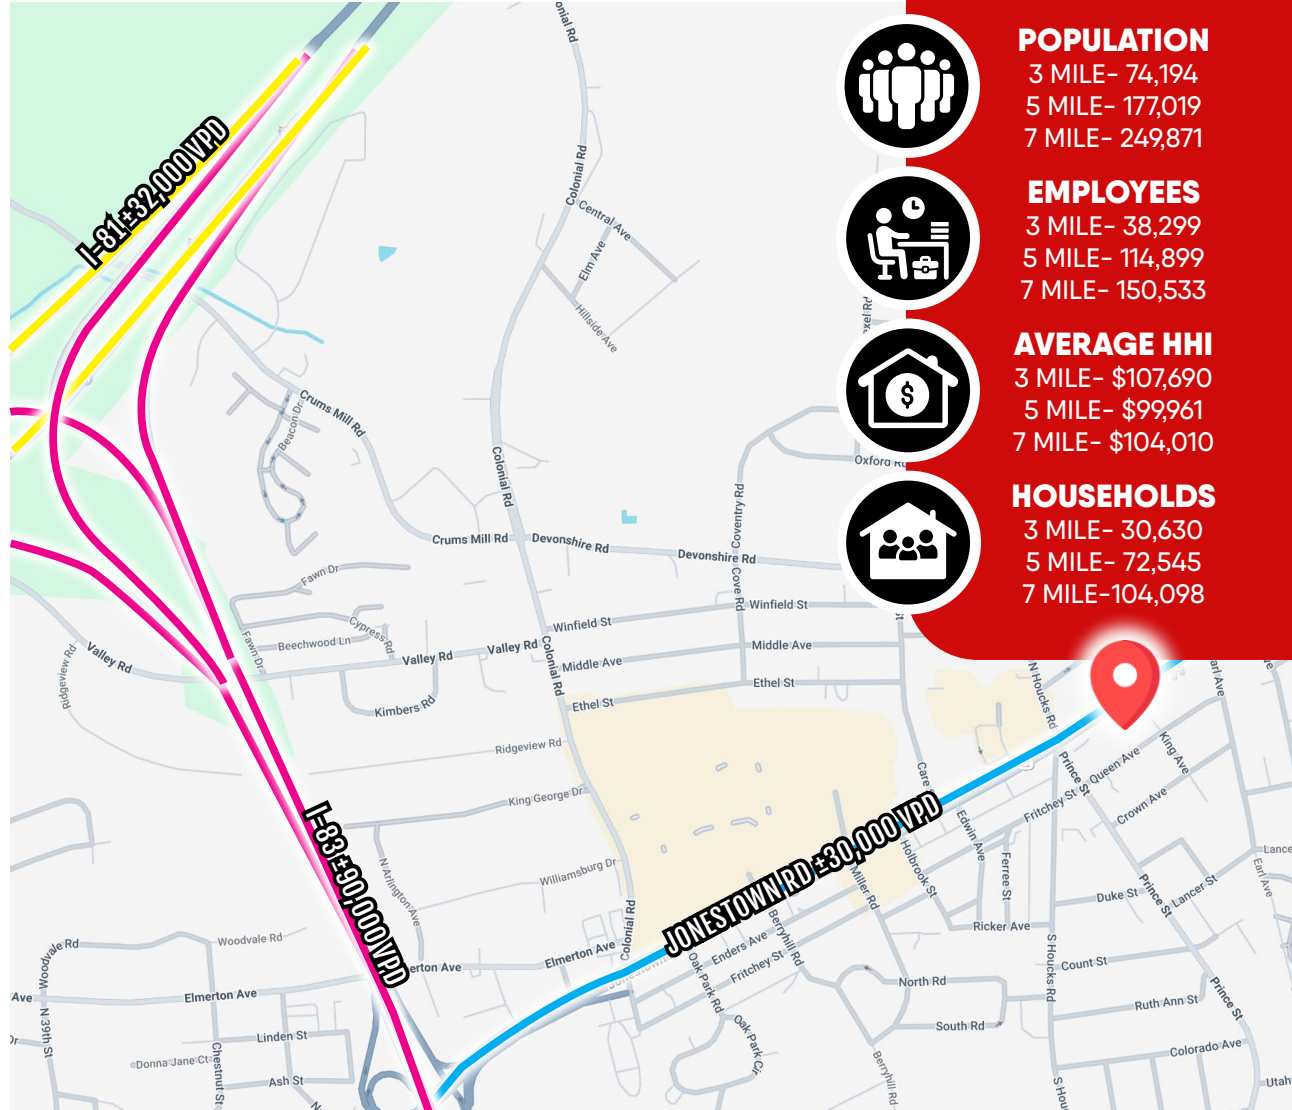 POPULATION
3 MILE- 74,194
5 MILE- 177,019
7 MILE- 249,871
EMPLOYEES
3 MILE- 38,299
5 MILE- 114,899
7 MILE- 150,533
AVERAGE HHI
3 MILE- $107,690
5 MILE- $99,961
7 MILE- $104,010
HOUSEHOLDS
3 MILE- 30,630
5 MILE- 72,545
7 MILE-104,098
I-81 ±32,000 VPD
I-83 ±90,000 VPD
JONESTOWN RD ±30,000 VPD
Colonial Rd
Central Ave
Elm Ave
Hillside Ave
Beacon Dr
Crums Mill Rd
Colonial Rd
Coventry Rd
Oxford Rd
Crums Mill Rd
Devonshire Rd
Devonshire Rd
Cove Rd
Fawn Dr
Winfield St
Winfield St
Cypress Rd
Beechwood Ln
Fawn Dr
Valley Rd
Valley Rd
Valley Rd
Ridgeview Rd
Colonial Rd
Middle Ave
Middle Ave
Ethel St
Ethel St
Kimbers Rd
N Houcks Rd
Ridgeview Rd
King George Dr
Prince St
Queen Ave
King Ave
Fritchey St
Crown Ave
Edwin Ave
Holbrook St
Ferree St
Miller Rd
Williamsburg Dr
N Arlington Ave
Duke St
Prince St
Lancer St
Earl Ave
Ricker Ave
Berryhill Rd
Enders Ave
Fritchey St
Colonial Rd
Elmerton Ave
Woodvale Rd
Woodvale Rd
Elmerton Ave
Ave
N 39th St
S Houcks Rd
Count St
North Rd
Ruth Ann St
Prince St
South Rd
Oak Park Rd
Oak Park Cir
Berryhill Rd
Colorado Ave
Linden St
Donna Jane Ct
Chestnut St
Ash St
Utah